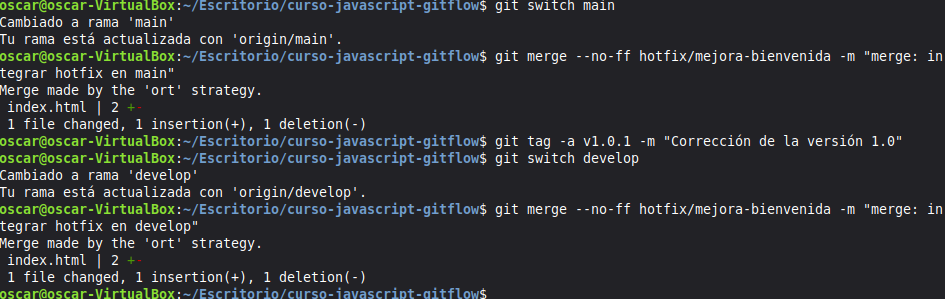 oscar@oscar-VirtualBox:~/Escritorio/curso-javascript-gitflow$ git switch main
Cambiado a rama 'main'
Tu rama está actualizada con 'origin/main'.
oscar@oscar-VirtualBox:~/Escritorio/curso-javascript-gitflow$ git merge --no-ff hotfix/mejora-bienvenida -m "merge: in
tegrar hotfix en main"
Merge made by the 'ort' strategy.
 index.html | 2 +-
 1 file changed, 1 insertion(+), 1 deletion(-)
oscar@oscar-VirtualBox:~/Escritorio/curso-javascript-gitflow$ git tag -a v1.0.1 -m "Corrección de la versión 1.0"
oscar@oscar-VirtualBox:~/Escritorio/curso-javascript-gitflow$ git switch develop
Cambiado a rama 'develop'
Tu rama está actualizada con 'origin/develop'.
oscar@oscar-VirtualBox:~/Escritorio/curso-javascript-gitflow$ git merge --no-ff hotfix/mejora-bienvenida -m "merge: in
tegrar hotfix en develop"
Merge made by the 'ort' strategy.
 index.html | 2 +-
 1 file changed, 1 insertion(+), 1 deletion(-)
oscar@oscar-VirtualBox:~/Escritorio/curso-javascript-gitflow$